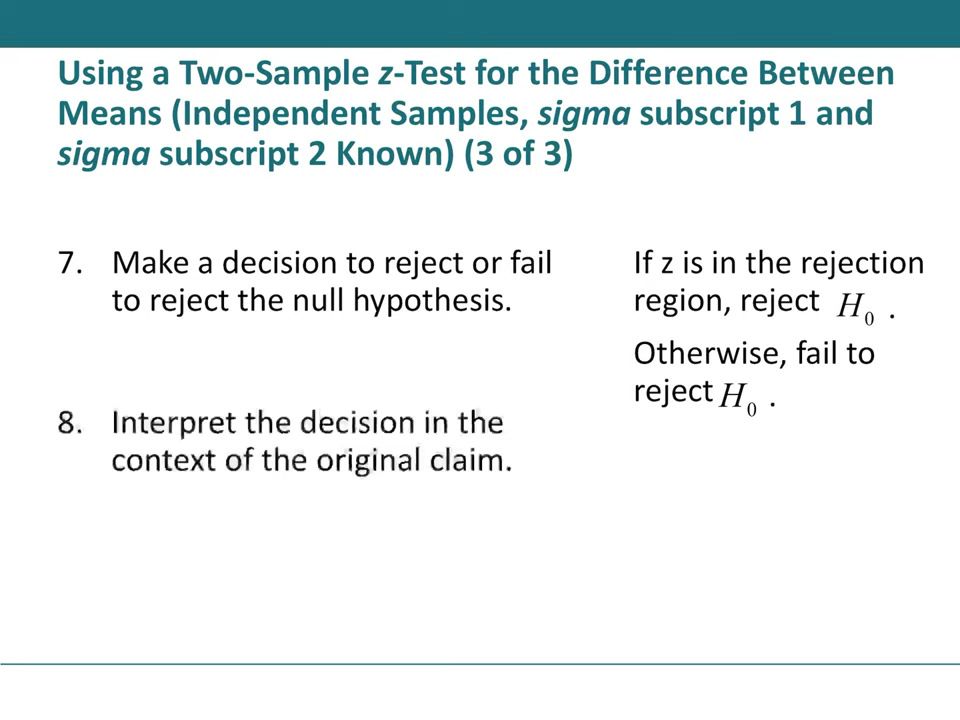 Using a Two-Sample z-Test for the Difference Between
Means (Independent Samples, sigma subscript 1 and
sigma subscript 2 Known) (3 of 3)
7. Make a decision to reject or fail
to reject the null hypothesis.
If z is in the rejection
region, reject H₀ .
Otherwise, fail to
reject H₀ .
8. Interpret the decision in the
context of the original claim.